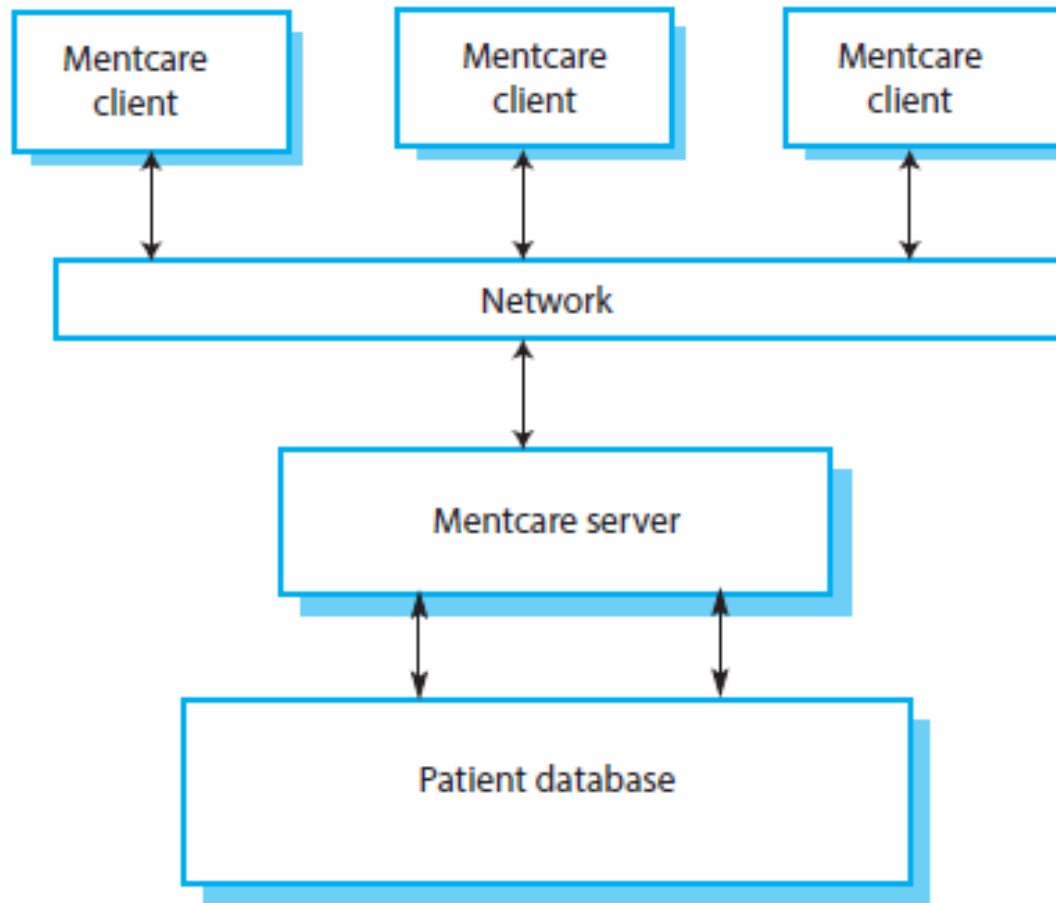 Mentcare
client
Mentcare
client
Mentcare
client
Network
Mentcare server
Patient database